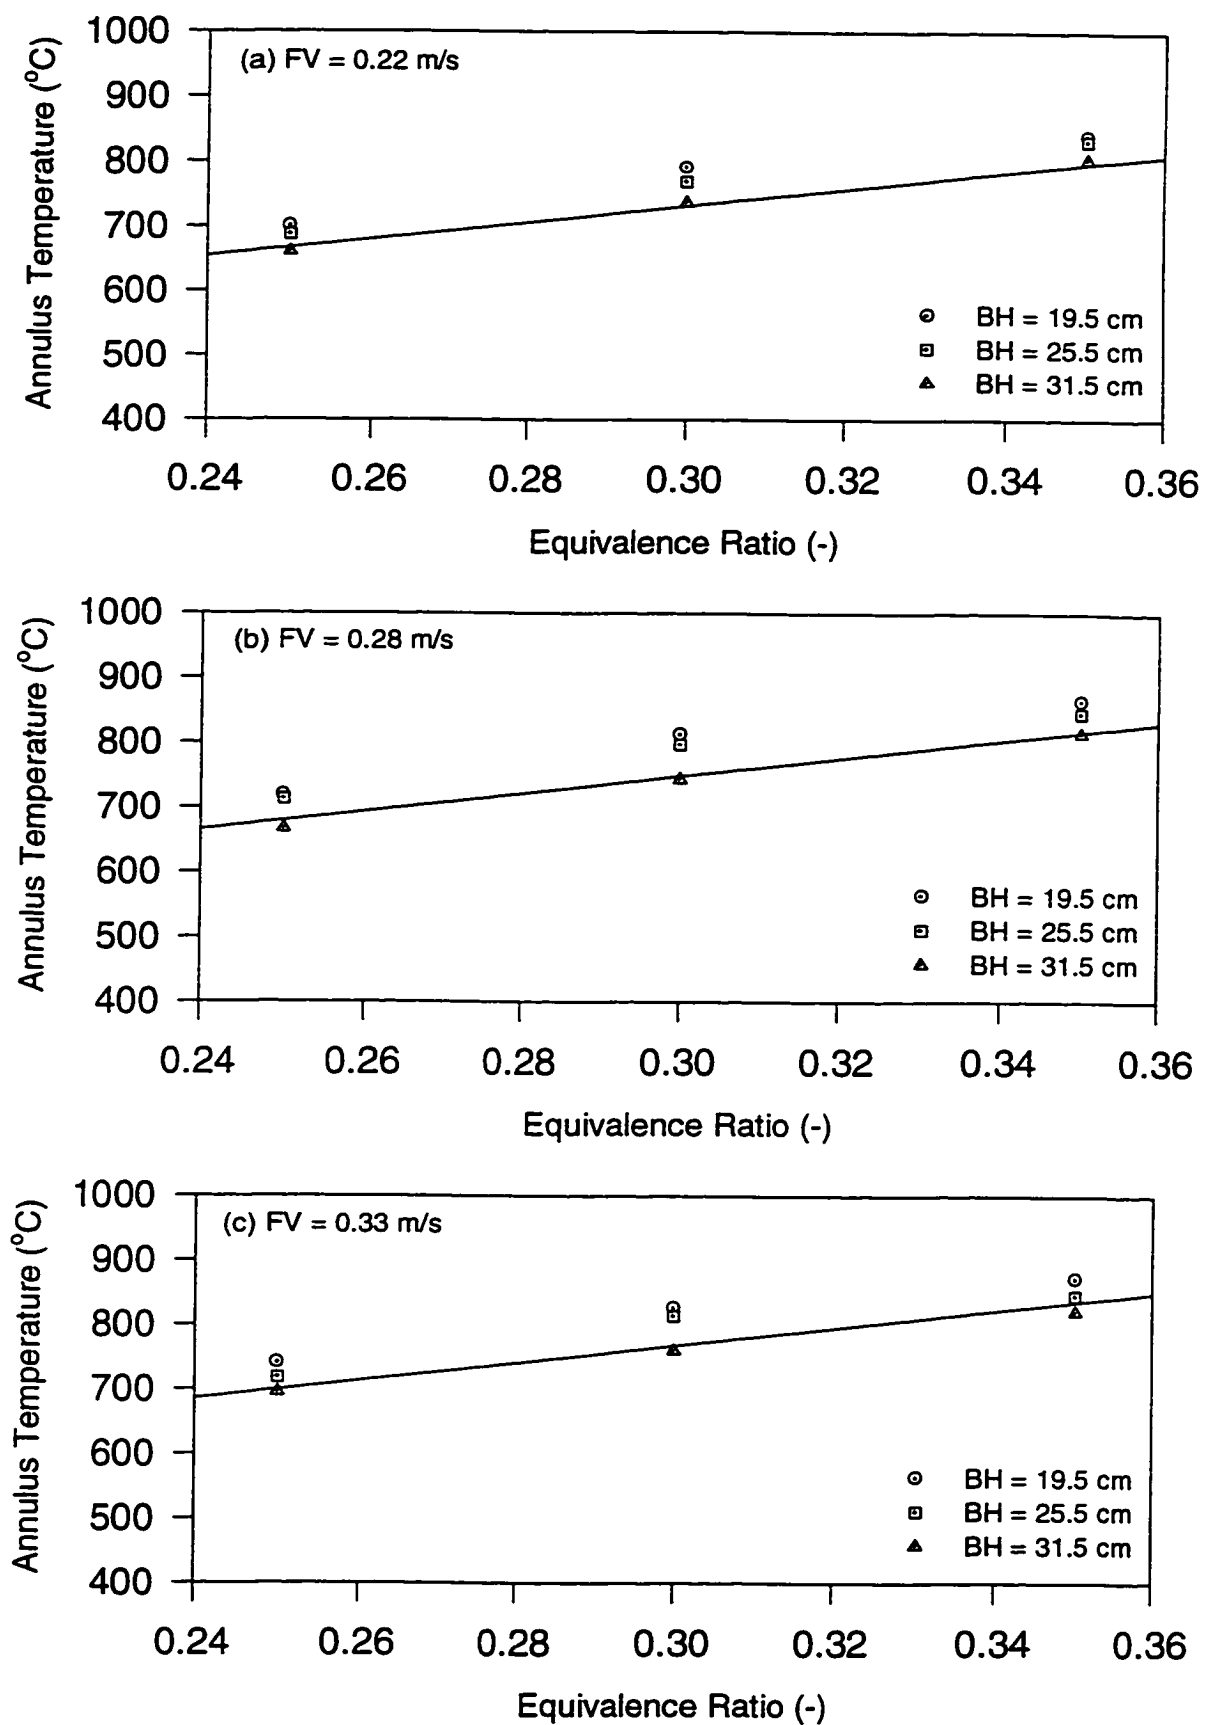 1000
(a) FV = 0.22 m/s
900
800
700
600
500
400
Annulus Temperature (°C)
BH = 19.5 cm
BH = 25.5 cm
BH = 31.5 cm
0.24 0.26 0.28 0.30 0.32 0.34 0.36
Equivalence Ratio (-)
1000
(b) FV = 0.28 m/s
900
800
700
600
500
400
Annulus Temperature (°C)
BH = 19.5 cm
BH = 25.5 cm
BH = 31.5 cm
0.24 0.26 0.28 0.30 0.32 0.34 0.36
Equivalence Ratio (-)
1000
(c) FV = 0.33 m/s
900
800
700
600
500
400
Annulus Temperature (°C)
BH = 19.5 cm
BH = 25.5 cm
BH = 31.5 cm
0.24 0.26 0.28 0.30 0.32 0.34 0.36
Equivalence Ratio (-)